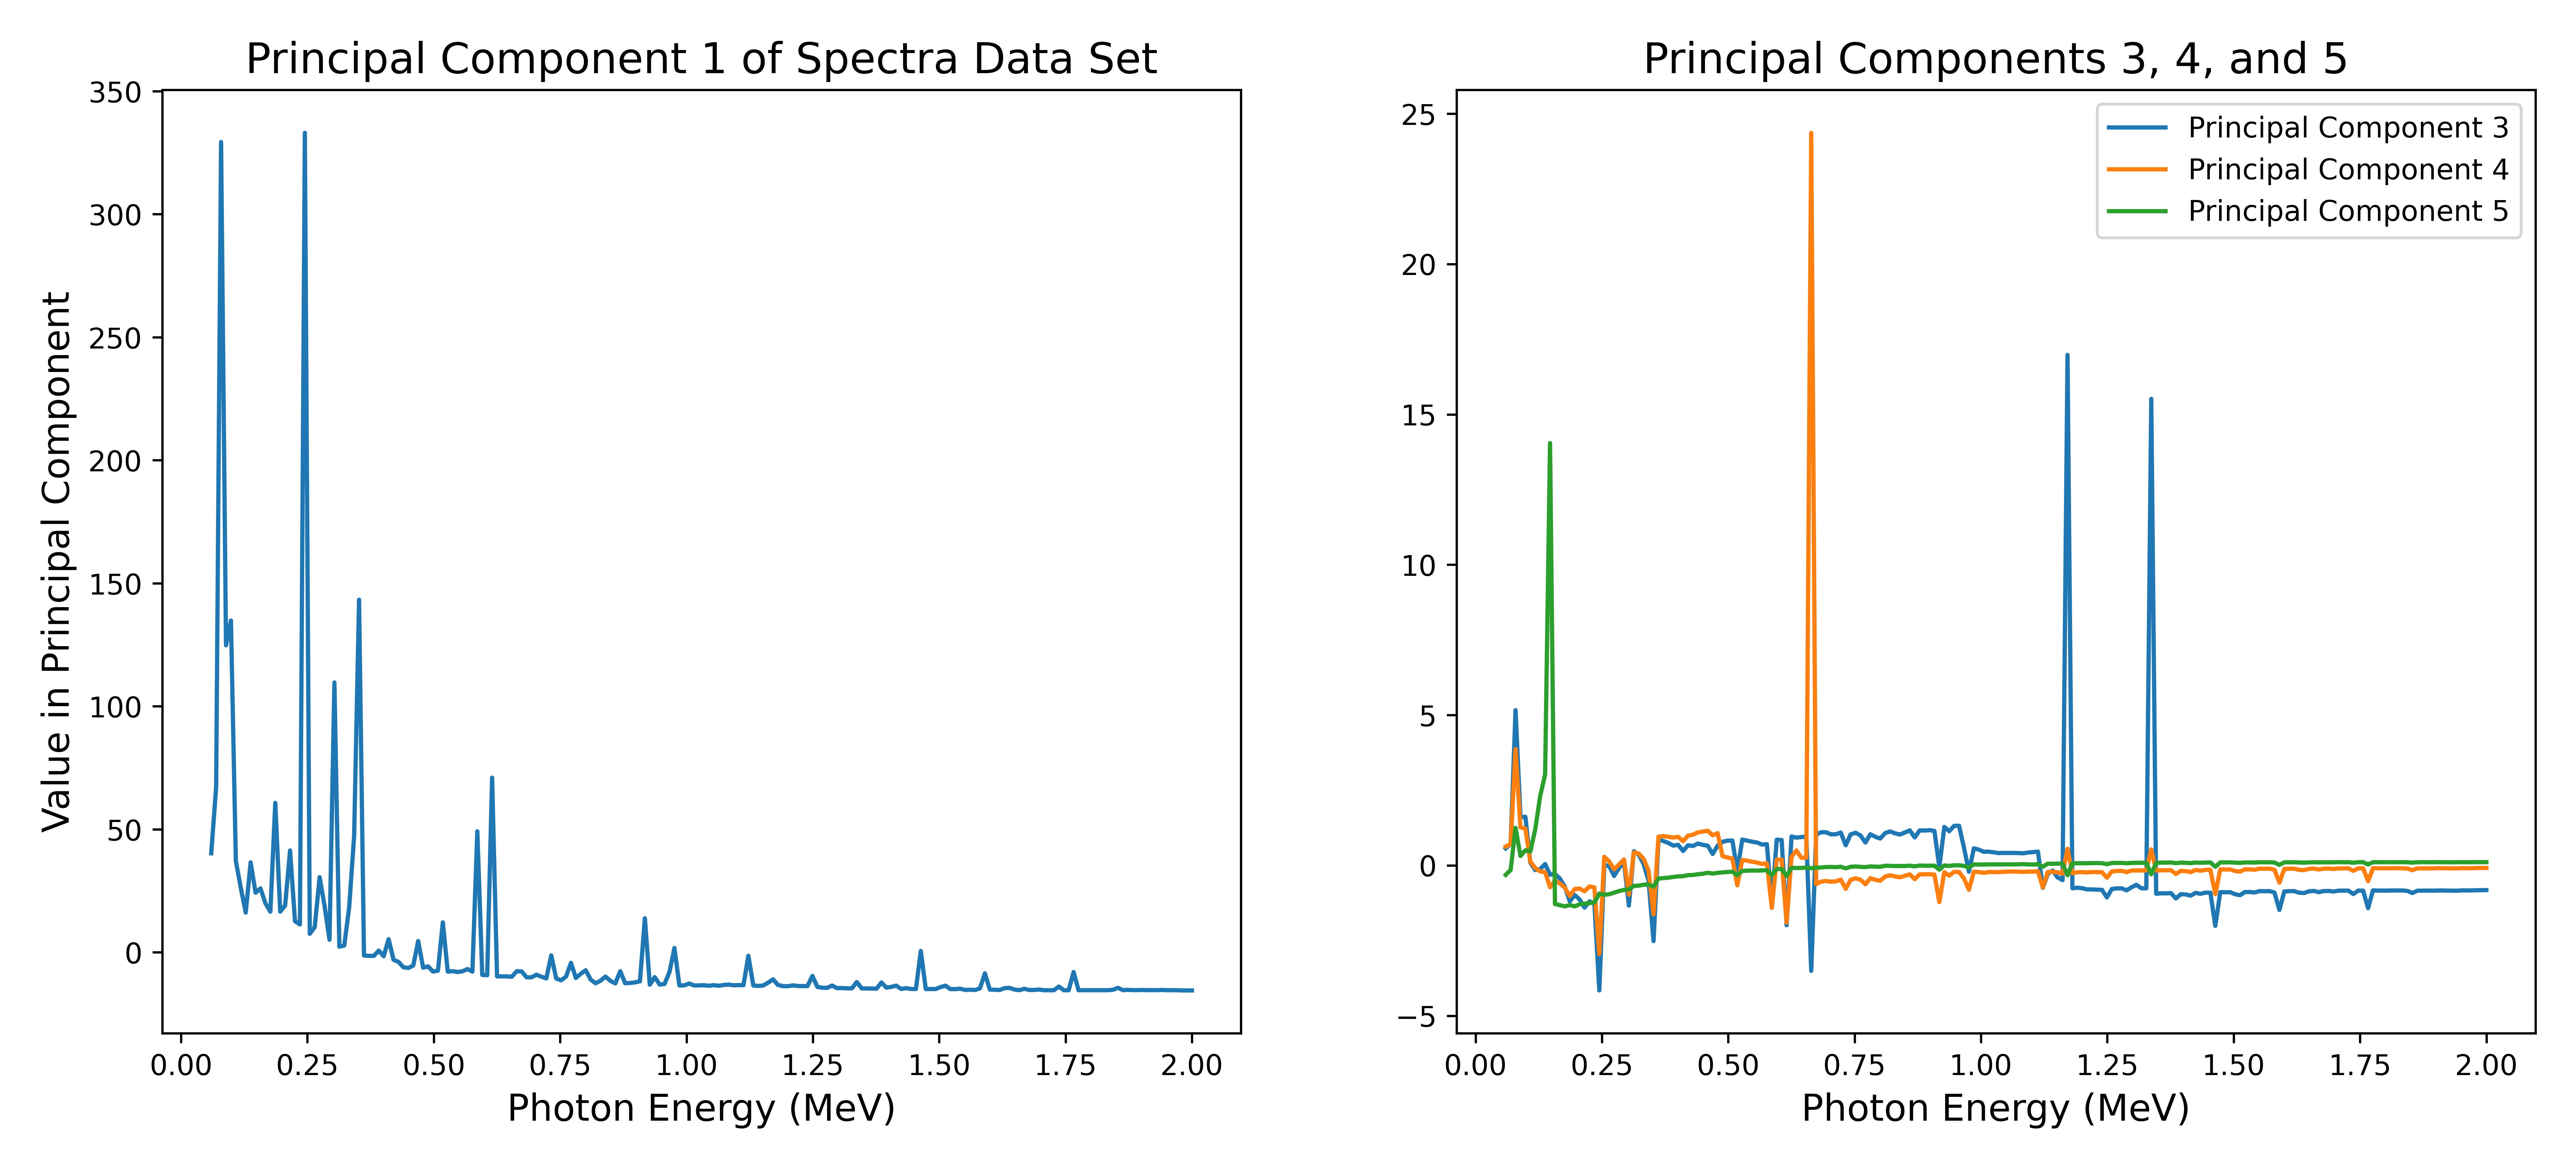 Principal Component 1 of Spectra Data Set
350
300
250
200
150
100
50
0
Value in Principal Component
0.00 0.25 0.50 0.75 1.00 1.25 1.50 1.75 2.00
Photon Energy (MeV)
Principal Components 3, 4, and 5
25
20
15
10
5
0
−5
Principal Component 3
Principal Component 4
Principal Component 5
0.00 0.25 0.50 0.75 1.00 1.25 1.50 1.75 2.00
Photon Energy (MeV)